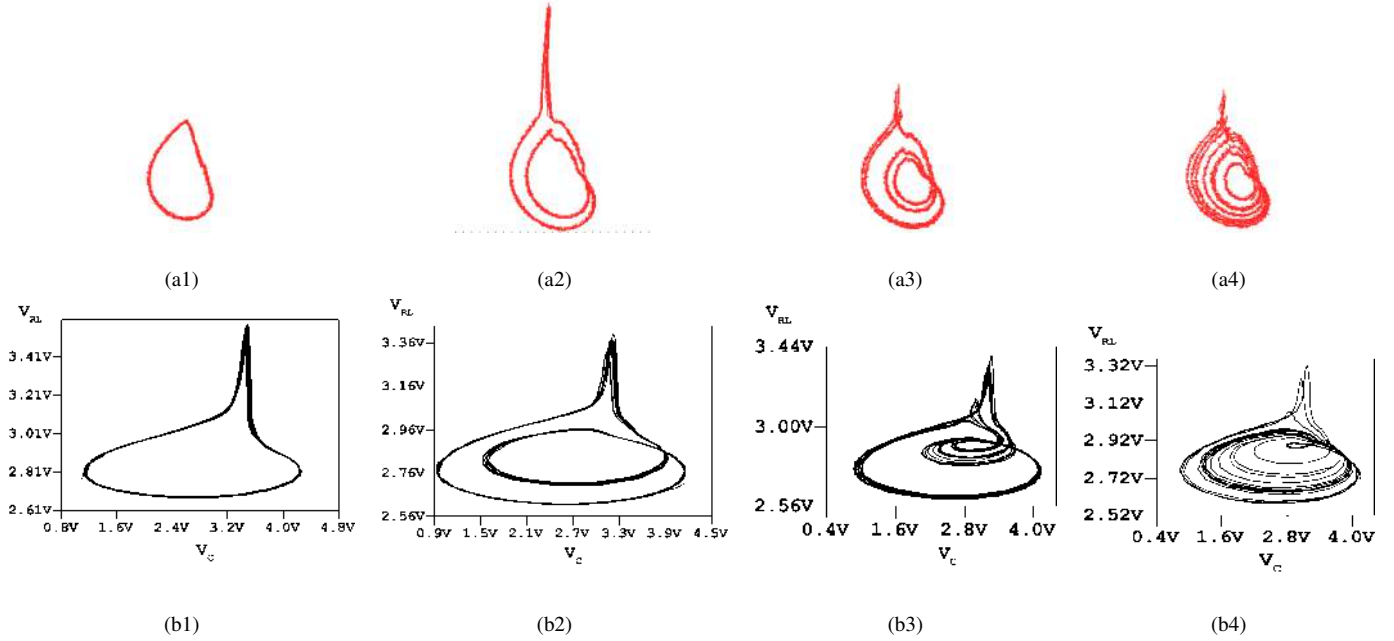 (a1)
(a2)
(a3)
(a4)
V_RL
3.41V
3.21V
3.01V
2.81V
2.61V
0.8V 1.6V 2.4V 3.2V 4.0V 4.8V
V_C
(b1)
V_RL
3.36V
3.16V
2.96V
2.76V
2.56V
0.9V 1.5V 2.1V 2.7V 3.3V 3.9V 4.5V
V_C
(b2)
V_RL
3.44V
3.00V
2.56V
0.4V 1.6V 2.8V 4.0V
V_C
(b3)
V_RL
3.32V
3.12V
2.92V
2.72V
2.52V
0.4V 1.6V 2.8V 4.0V
V_C
(b4)